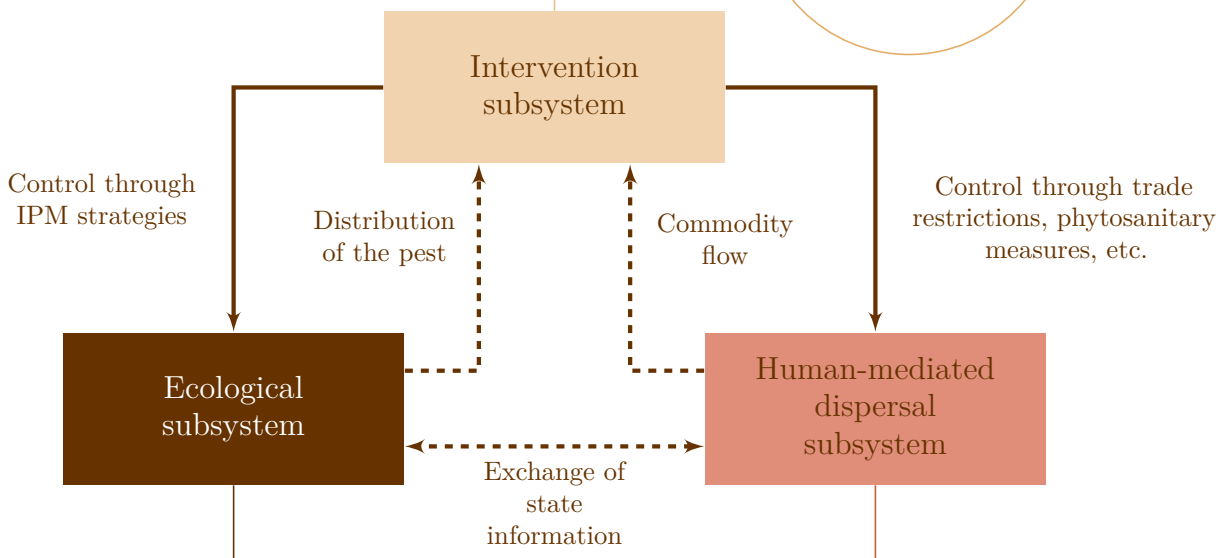 Intervention
subsystem
Control through
IPM strategies
Distribution
of the pest
Commodity
flow
Control through trade
restrictions, phytosanitary
measures, etc.
Ecological
subsystem
Human-mediated
dispersal
subsystem
Exchange of
state
information